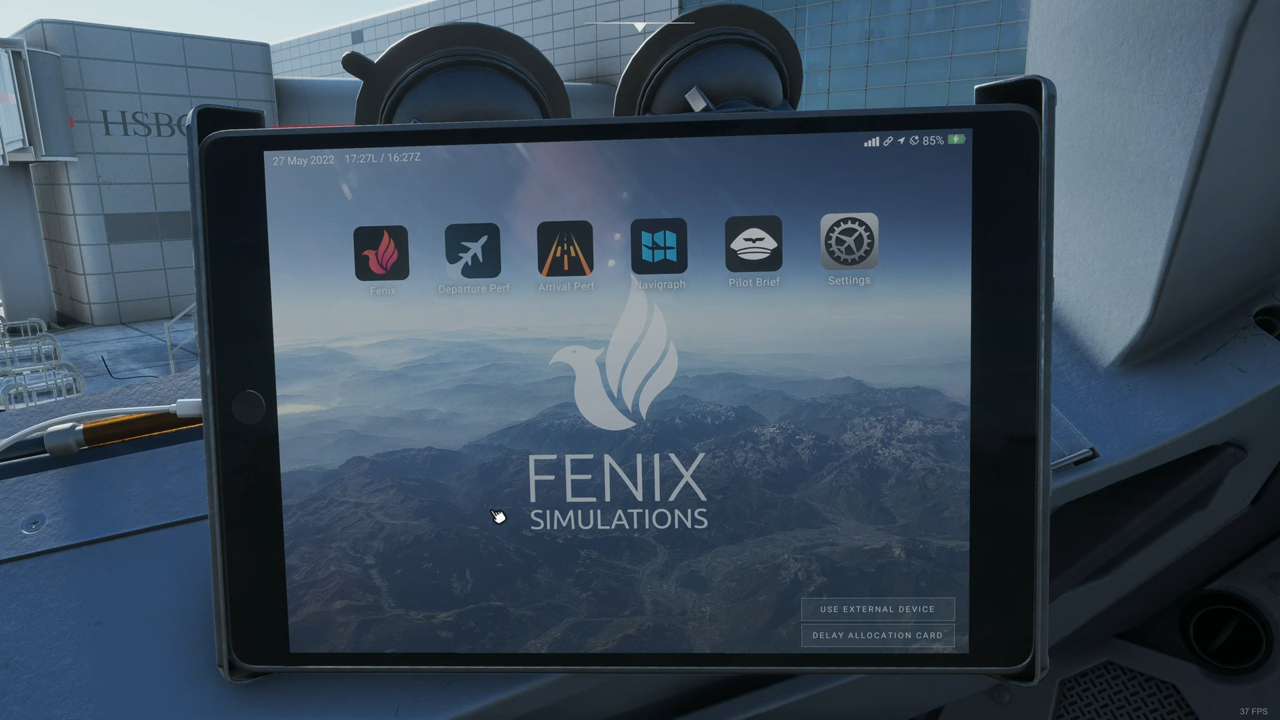 HSBC
27 May 2022 17:27L / 16:27Z
85%
Fenix
Departure Perf
Arrival Perf
Navigraph
Pilot Brief
Settings
FENIX
SIMULATIONS
USE EXTERNAL DEVICE
DELAY ALLOCATION CARD
37 FPS